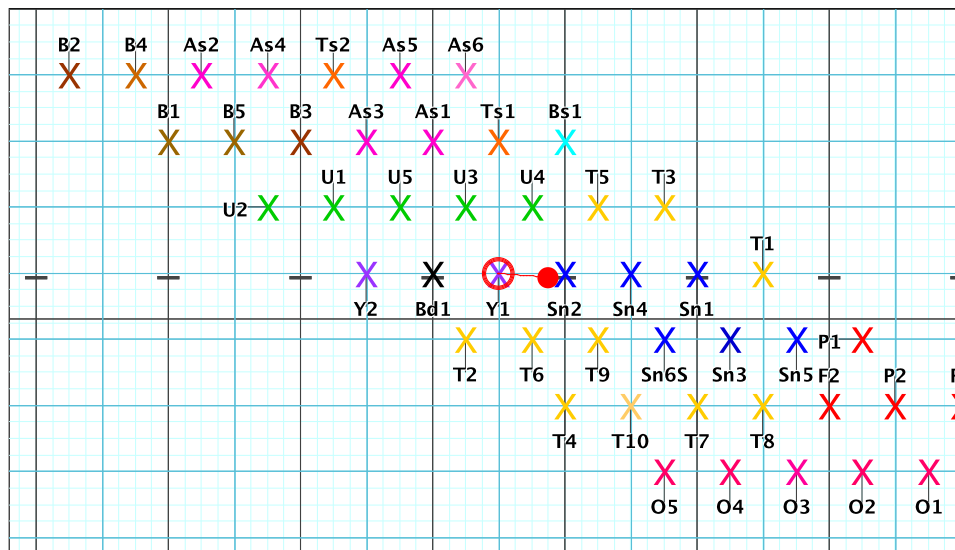 B2 B4 As2 As4 Ts2 As5 As6
B1 B5 B3 As3 As1 Ts1 Bs1
U1 U5 U3 U4 T5 T3
U2
T1
Y2 Bd1 Y1 Sn2 Sn4 Sn1
P1
T2 T6 T9 Sn6S Sn3 Sn5 F2 P2
T4 T10 T7 T8
O5 O4 O3 O2 O1